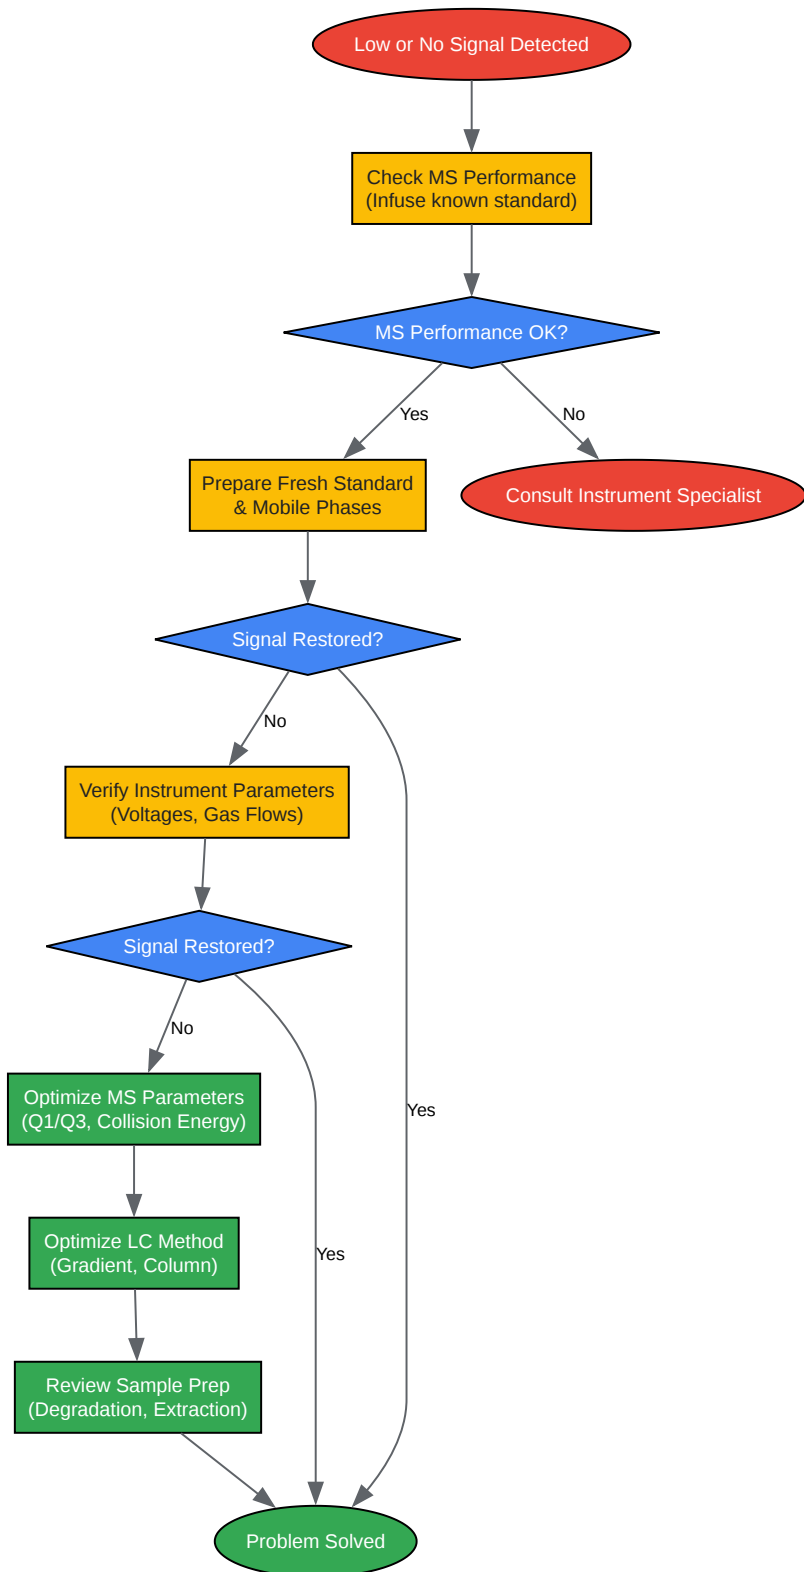 Low or No Signal Detected
Check MS Performance
(Infuse known standard)
MS Performance OK?
Yes
No
Prepare Fresh Standard
& Mobile Phases
Consult Instrument Specialist
Signal Restored?
No
Verify Instrument Parameters
(Voltages, Gas Flows)
Signal Restored?
No
Optimize MS Parameters
(Q1/Q3, Collision Energy)
Yes
Optimize LC Method
(Gradient, Column)
Yes
Review Sample Prep
(Degradation, Extraction)
Problem Solved